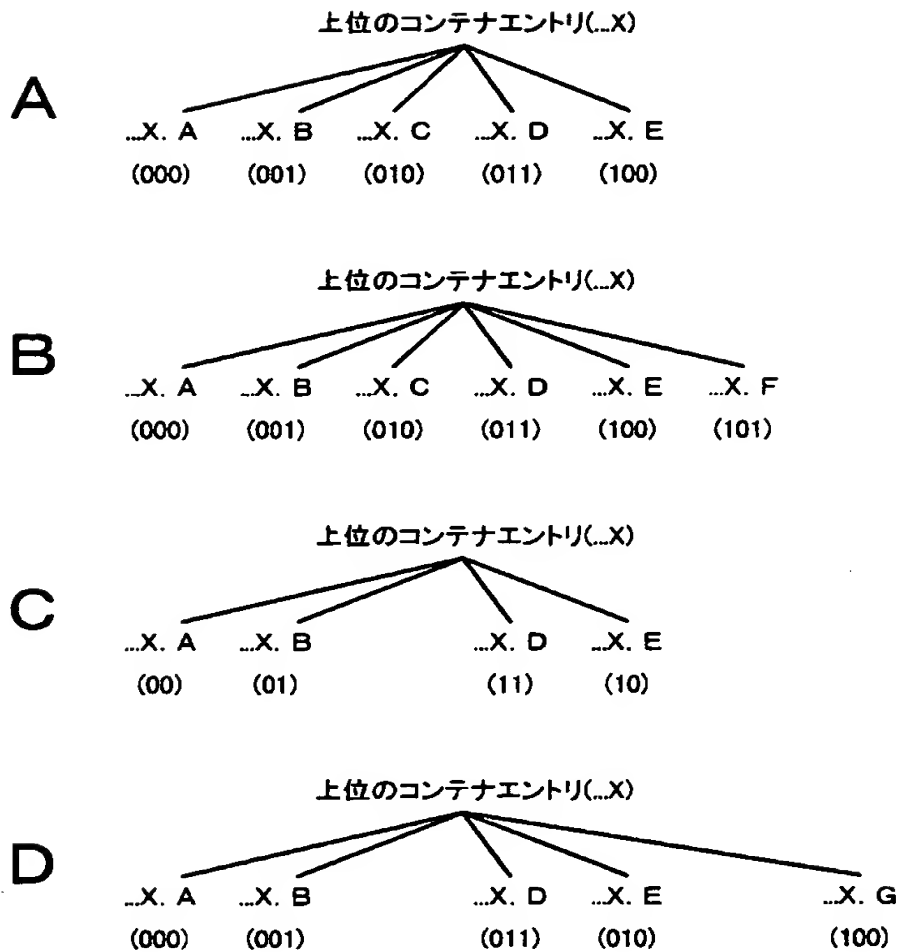 上位のコンテナエントリ(...X)
A
...X. A ...X. B ...X. C ...X. D ...X. E
(000) (001) (010) (011) (100)
上位のコンテナエントリ(...X)
B
...X. A ...X. B ...X. C ...X. D ...X. E ...X. F
(000) (001) (010) (011) (100) (101)
上位のコンテナエントリ(...X)
C
...X. A ...X. B ...X. D ...X. E
(00) (01) (11) (10)
上位のコンテナエントリ(...X)
D
...X. A ...X. B ...X. D ...X. E ...X. G
(000) (001) (011) (010) (100)